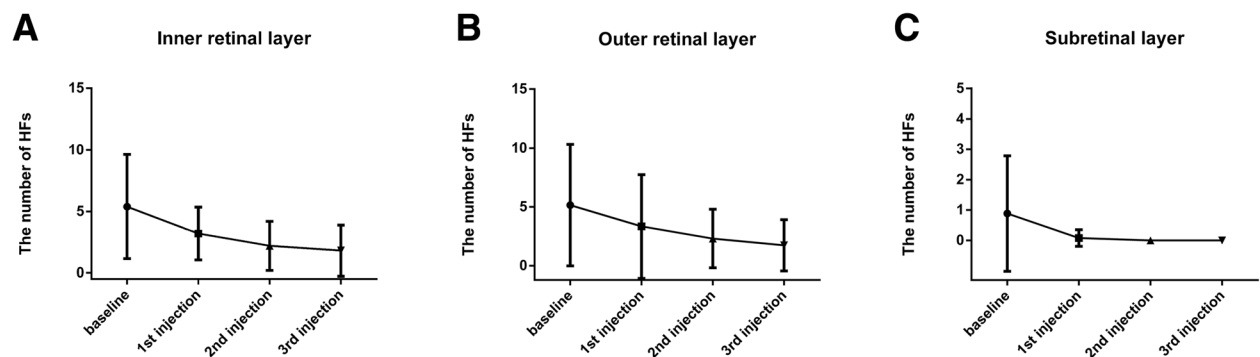 A
Inner retinal layer
The number of HFs
15
10
5
0
baseline
1st injection
2nd injection
3rd injection
B
Outer retinal layer
The number of HFs
15
10
5
0
baseline
1st injection
2nd injection
3rd injection
C
Subretinal layer
The number of HFs
5
4
3
2
1
0
baseline
1st injection
2nd injection
3rd injection